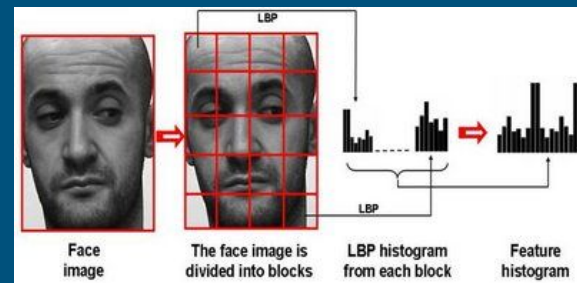 LBP
LBP
Face
image
The face image is
divided into blocks
LBP histogram
from each block
Feature
histogram